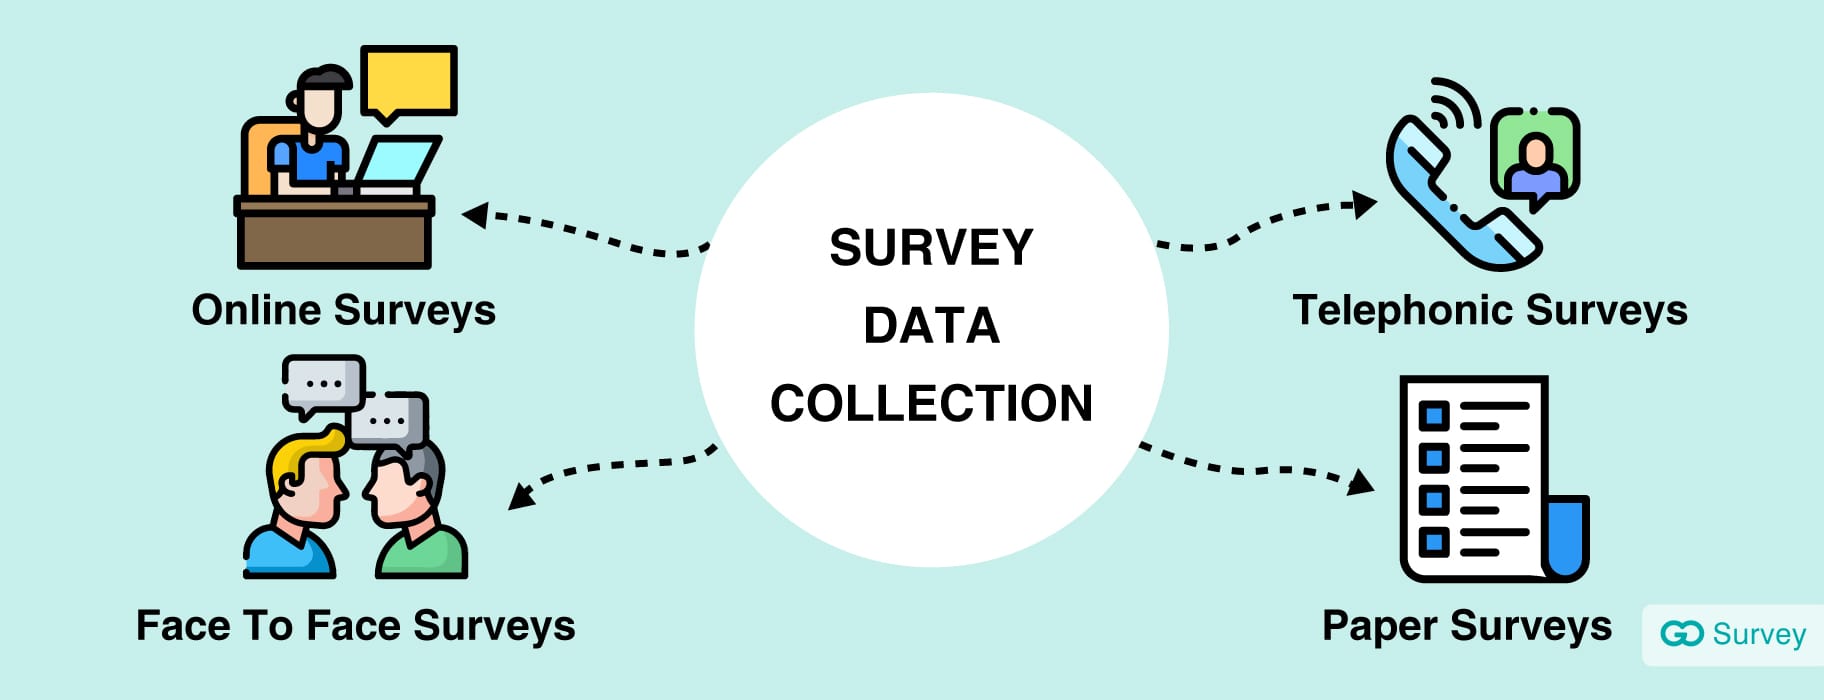 SURVEY
DATA
COLLECTION
Online Surveys
Telephonic Surveys
Face To Face Surveys
Paper Surveys
GO Survey